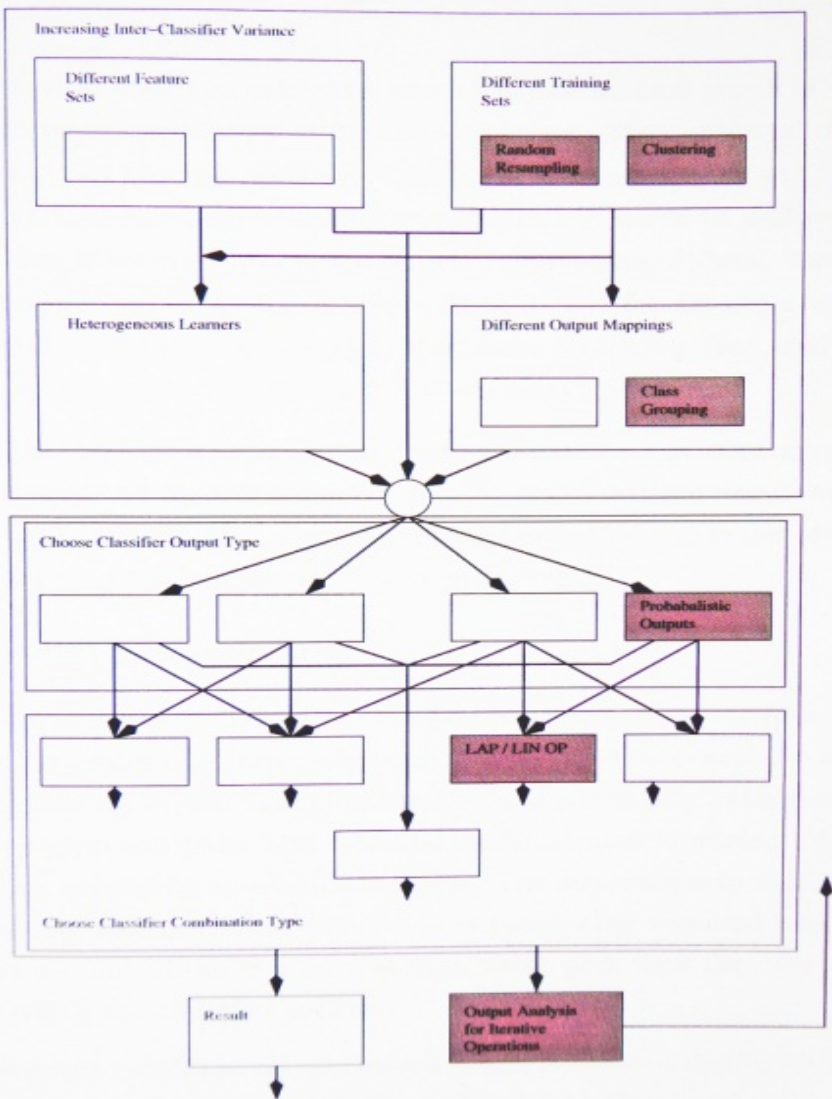 Increasing Inter-Classifier Variance
Different Feature
Sets
Different Training
Sets
Random
Resampling
Clustering
Heterogeneous Learners
Different Output Mappings
Class
Grouping
Choose Classifier Output Type
Probabalistic
Outputs
LAP / LIN OP
Choose Classifier Combination Type
Result
Output Analysis
for Iterative
Operations